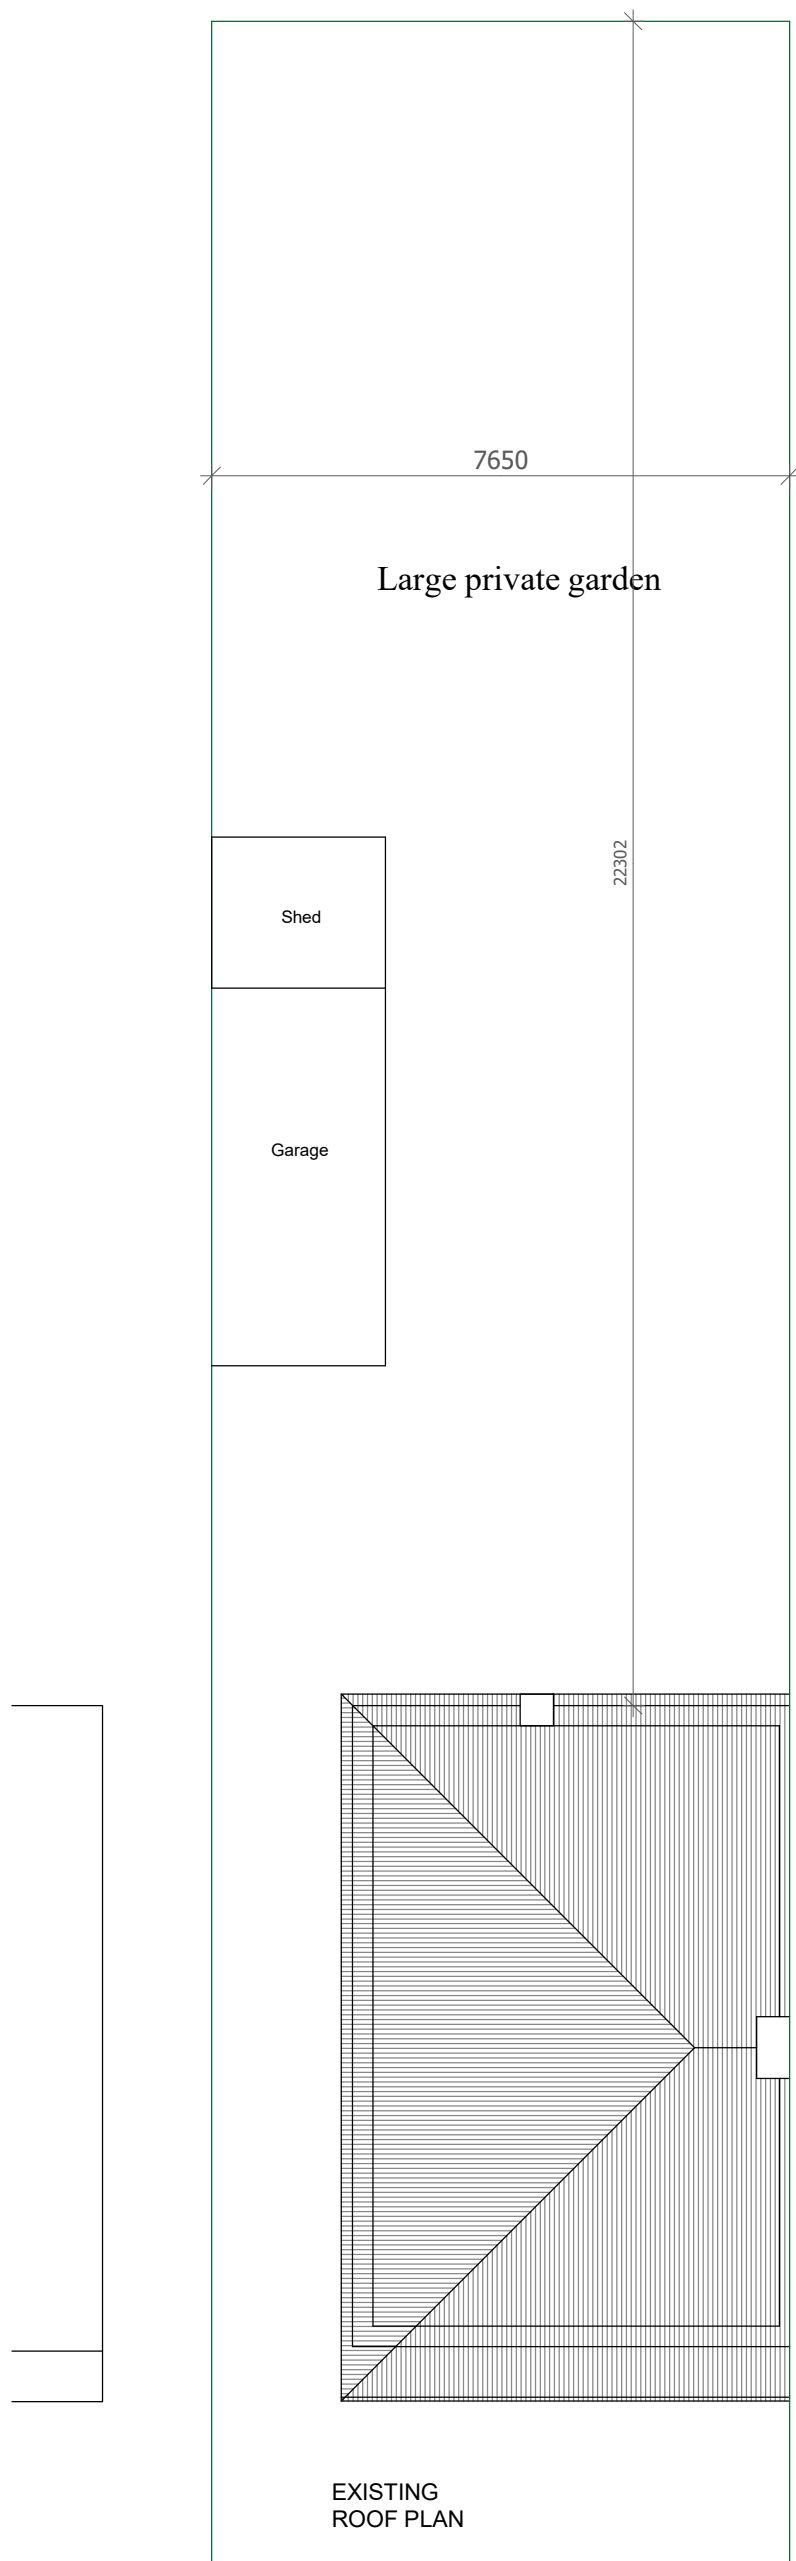 7650
Large private garden
22302
Shed
Garage
EXISTING
ROOF PLAN